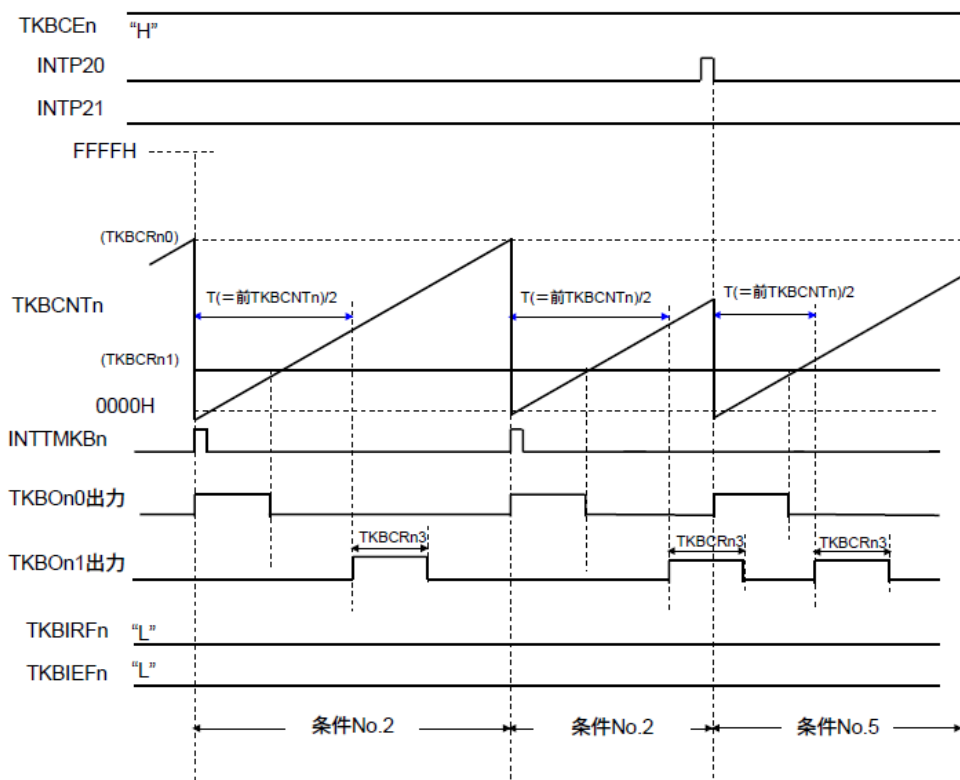 TKBCEn "H"
INTP20
INTP21
FFFFH
(TKBCRn0)
TKBCNTn
T(=前TKBCNTn)/2
T(=前TKBCNTn)/2
T(=前TKBCNTn)/2
(TKBCRn1)
0000H
INTTMKBn
TKBOn0出力
TKBCRn3
TKBCRn3
TKBCRn3
TKBOn1出力
TKBIRFn "L"
TKBIEFn "L"
条件No.2
条件No.2
条件No.5